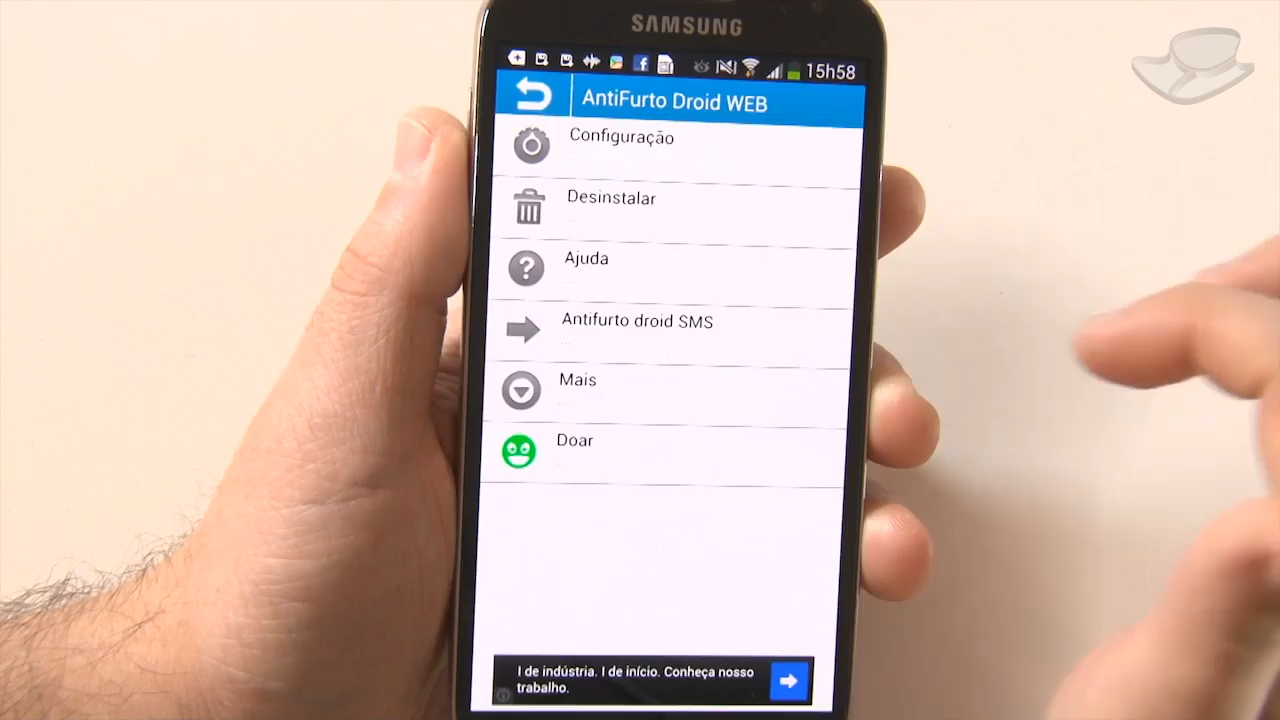 SAMSUNG
15h58
AntiFurto Droid WEB
Configuração
Desinstalar
Ajuda
Antifurto droid SMS
Mais
Doar
I de indústria. I de início. Conheça nosso
trabalho.